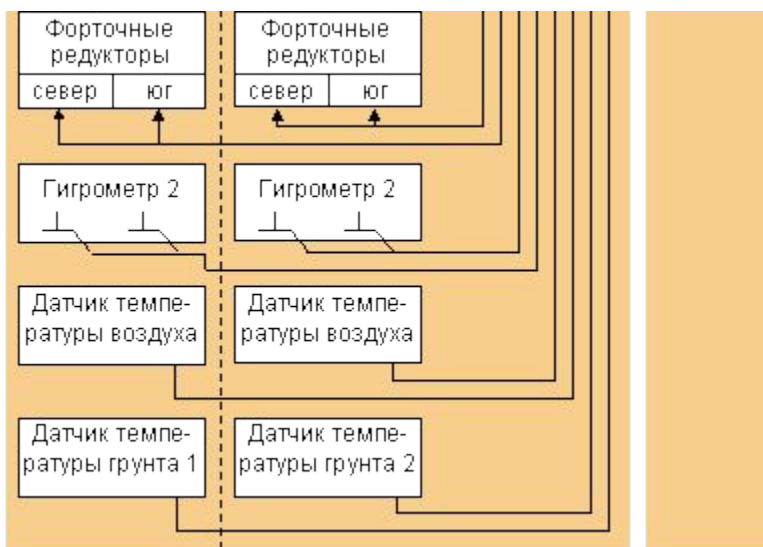 Форточные
редукторы
север юг
Форточные
редукторы
север юг
Гигрометр 2
Гигрометр 2
Датчик темпе-
ратуры воздуха
Датчик темпе-
ратуры воздуха
Датчик темпе-
ратуры грунта 1
Датчик темпе-
ратуры грунта 2